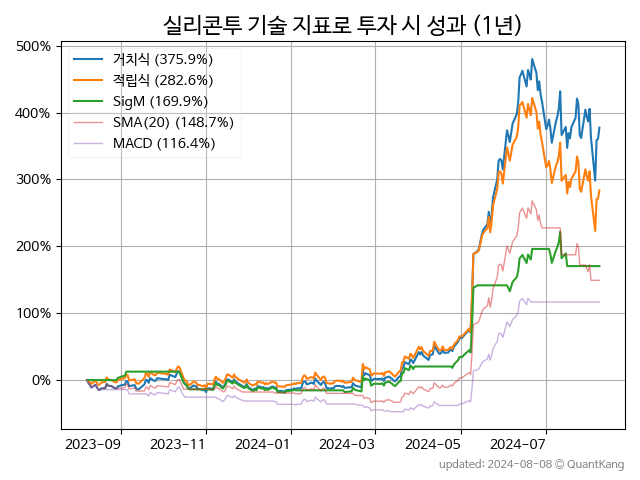 실리콘투 기술 지표로 투자 시 성과 (1년)
500%
400%
300%
200%
100%
0%
거치식 (375.9%)
적립식 (282.6%)
SigM (169.9%)
SMA(20) (148.7%)
MACD (116.4%)
2023-09 2023-11 2024-01 2024-03 2024-05 2024-07
updated: 2024-08-08 © QuantKang